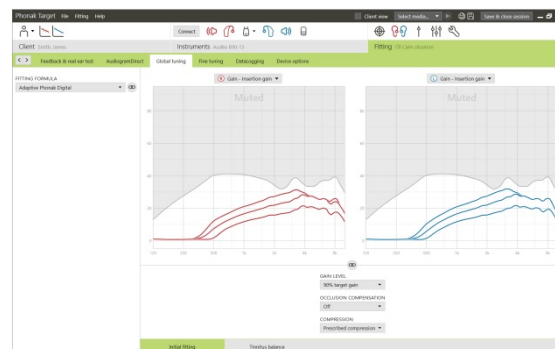 Phonak Target File Fitting Help
Client view Select media... Save & close session
Connect
Client Smith, James
Instruments Audéo B90-13
Fitting
Feedback & real ear test AudiogramDirect Global tuning Fine tuning Datalogging Device options
FITTING FORMULA
Adaptive Phonak Digital
R Gain - Insertion gain
L Gain - Insertion gain
Muted
Muted
GAIN LEVEL
90% target gain
OCCLUSION COMPENSATION
Off
COMPRESSION
Prescribed compression
Initial fitting Tinnitus balance